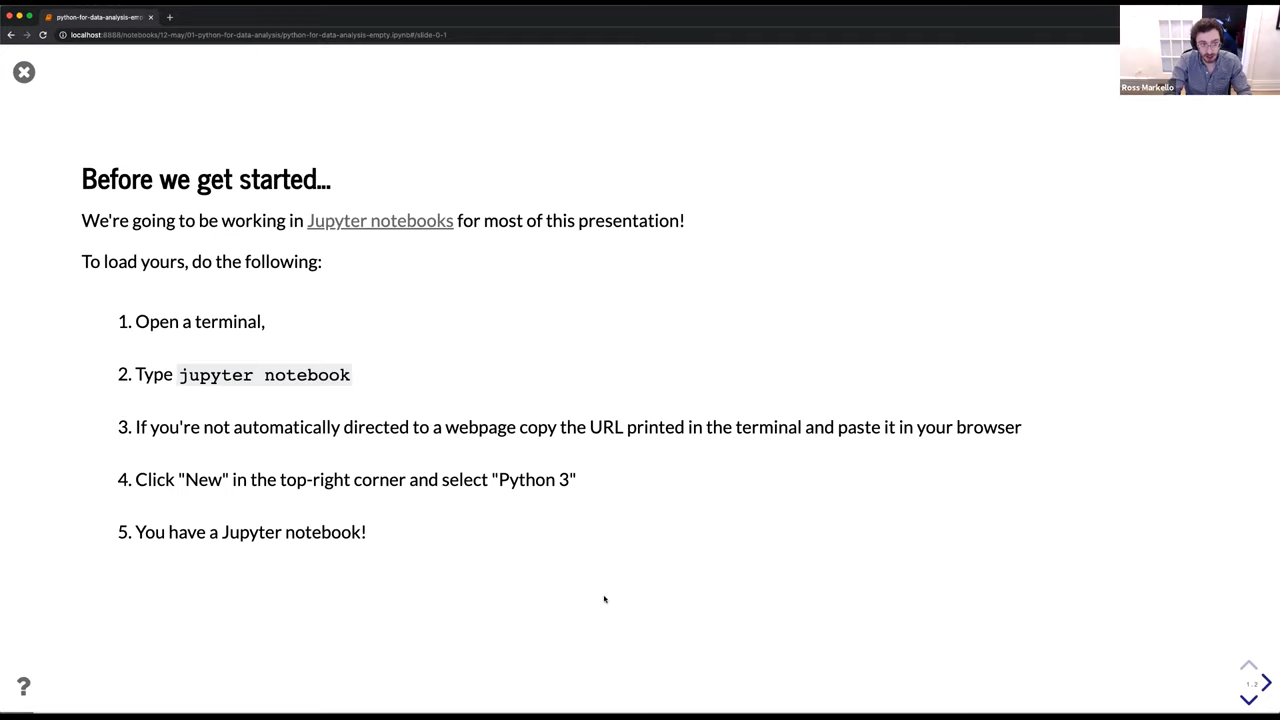 python-for-data-analysis-em
localhost:8888/notebooks/12-may/01-python-for-data-analysis/python-for-data-analysis-empty.ipynb#/slide-0-1
Ross Markello
Before we get started...
We're going to be working in Jupyter notebooks for most of this presentation!
To load yours, do the following:
1. Open a terminal,
2. Type jupyter notebook
3. If you're not automatically directed to a webpage copy the URL printed in the terminal and paste it in your browser
4. Click "New" in the top-right corner and select "Python 3"
5. You have a Jupyter notebook!
?
1.2